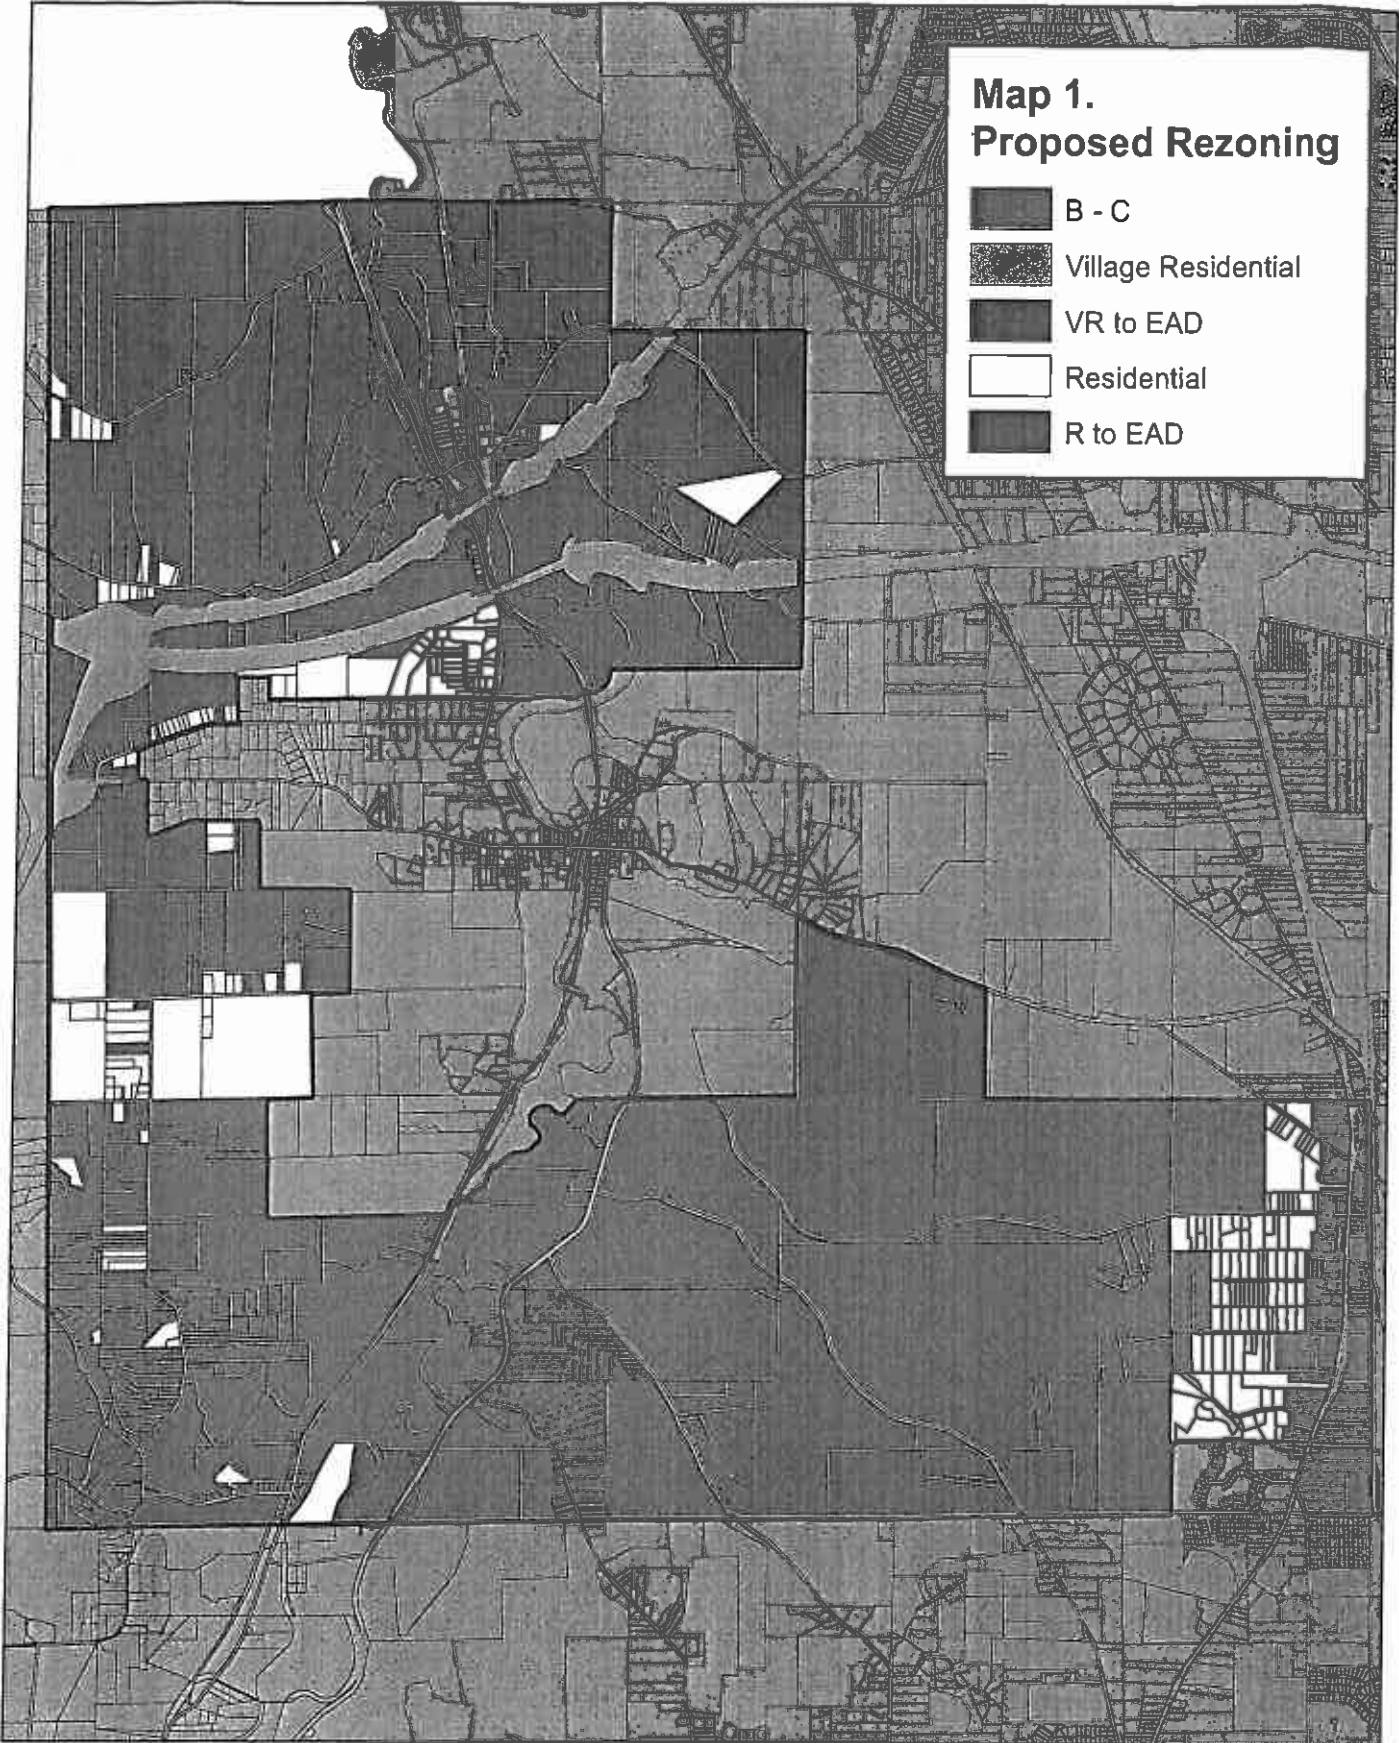 Map 1.
Proposed Rezoning
B - C
Village Residential
VR to EAD
Residential
R to EAD